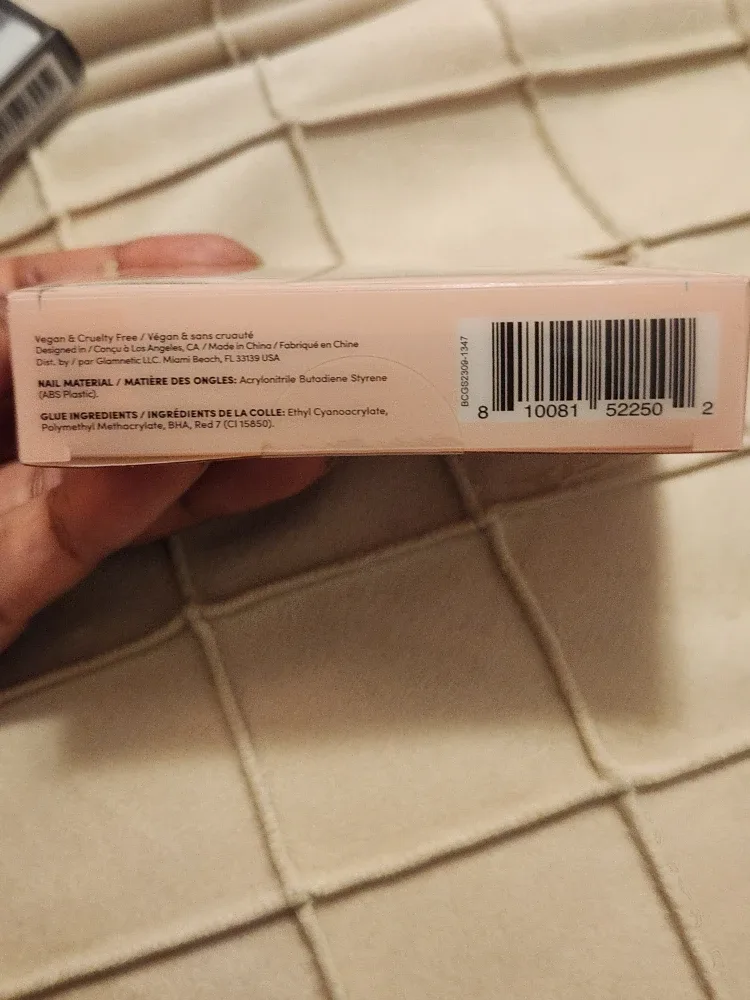 Vegan & Cruelty Free / Végan & sans cruauté
Designed in / Conçu à Los Angeles, CA / Made in China / Fabriqué en Chine
Dist. by / par Glamnetic LLC. Miami Beach, FL 33139 USA
NAIL MATERIAL / MATIÈRE DES ONGLES: Acrylonitrile Butadiene Styrene
(ABS Plastic).
GLUE INGREDIENTS / INGRÉDIENTS DE LA COLLE: Ethyl Cyanoacrylate,
Polymethyl Methacrylate, BHA, Red 7 (CI 15850).
BCGS2309-1347
8 10081 52250 2